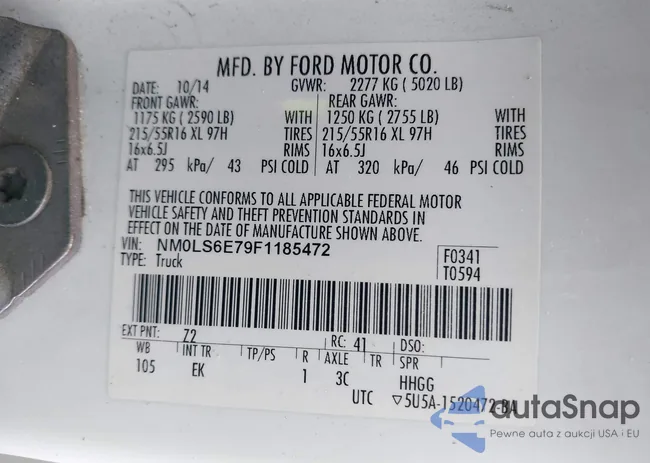 MFD. BY FORD MOTOR CO.
DATE: 10/14 GVWR: 2277 KG ( 5020 LB)
FRONT GAWR: REAR GAWR:
1175 KG ( 2590 LB) WITH 1250 KG ( 2755 LB) WITH
215/55R16 XL 97H TIRES 215/55R16 XL 97H TIRES
16x6.5J RIMS 16x6.5J RIMS
AT 295 kPa/ 43 PSI COLD AT 320 kPa/ 46 PSI COLD
THIS VEHICLE CONFORMS TO ALL APPLICABLE FEDERAL MOTOR
VEHICLE SAFETY AND THEFT PREVENTION STANDARDS IN
EFFECT ON THE DATE OF MANUFACTURE SHOWN ABOVE.
VIN: NM0LS6E79F1185472 F0341
TYPE: Truck T0594
EXT PNT: Z2 RC: 41 DSO:
WB INT TR TP/PS R AXLE TR SPR
105 EK 1 3C HHGG
UTC ▽5U5A-1520472-BA
autoSnap
Pewne auta z aukcji USA i EU